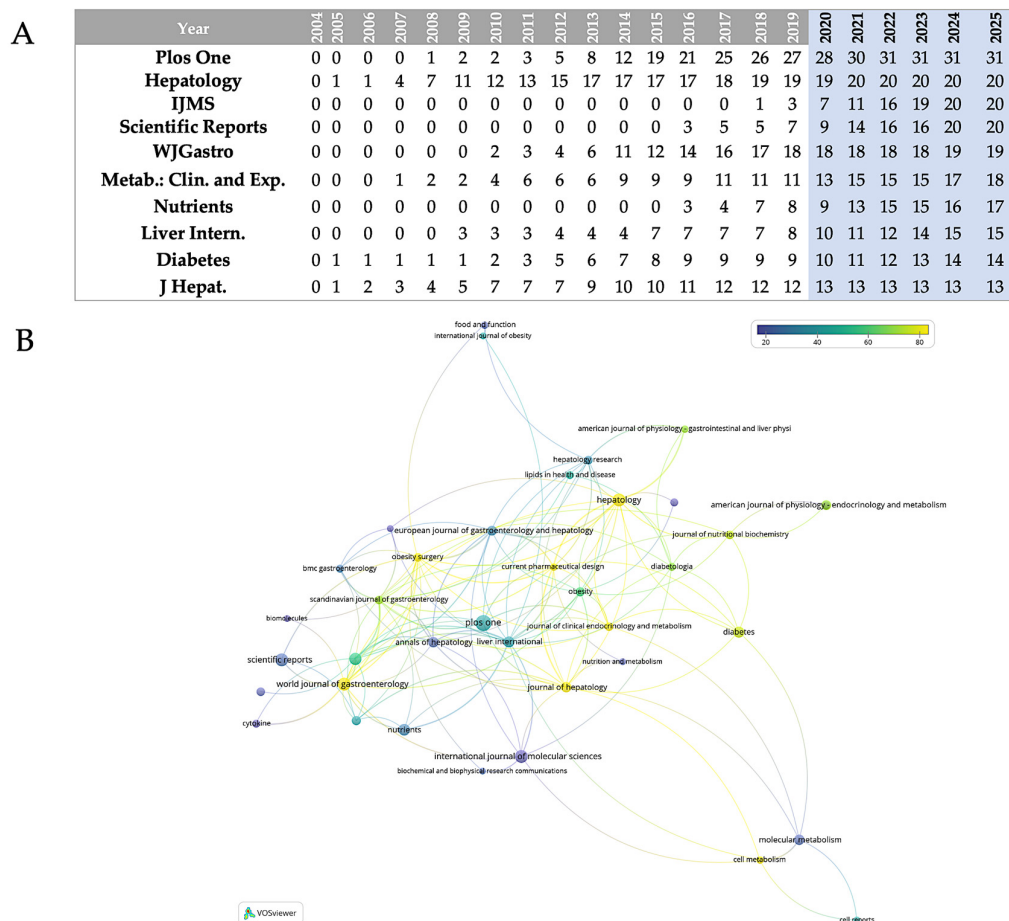 A
Year 2004 2005 2006 2007 2008 2009 2010 2011 2012 2013 2014 2015 2016 2017 2018 2019 2020 2021 2022 2023 2024 2025
Plos One 0 0 0 0 1 2 2 3 5 8 12 19 21 25 26 27 28 30 31 31 31 31
Hepatology 0 1 1 4 7 11 12 13 15 17 17 17 17 18 19 19 19 20 20 20 20 20
IJMS 0 0 0 0 0 0 0 0 0 0 0 0 0 0 1 3 7 11 16 19 20 20
Scientific Reports 0 0 0 0 0 0 0 0 0 0 0 0 3 5 5 7 9 14 16 16 20 20
WJGastro 0 0 0 0 0 0 2 3 4 6 11 12 14 16 17 18 18 18 18 18 19 19
Metab.: Clin. and Exp. 0 0 0 1 2 2 4 6 6 6 9 9 9 11 11 11 13 15 15 15 17 18
Nutrients 0 0 0 0 0 0 0 0 0 0 0 0 3 4 7 8 9 13 15 15 16 17
Liver Intern. 0 0 0 0 0 3 3 3 4 4 4 7 7 7 7 8 10 11 12 14 15 15
Diabetes 0 1 1 1 1 1 2 3 5 6 7 8 9 9 9 9 10 11 12 13 14 14
J Hepat. 0 1 2 3 4 5 7 7 7 9 10 10 11 12 12 12 13 13 13 13 13 13
B
20 40 60 80
food and function
international journal of obesity
american journal of physiology - gastrointestinal and liver physi
hepatology research
lipids in health and disease
hepatology
american journal of physiology - endocrinology and metabolism
european journal of gastroenterology and hepatology
journal of nutritional biochemistry
obesity surgery
bmc gastroenterology
current pharmaceutical design
diabetologia
obesity
scandinavian journal of gastroenterology
biomolecules
plos one
journal of clinical endocrinology and metabolism
diabetes
annals of hepatology
liver international
scientific reports
nutrition and metabolism
world journal of gastroenterology
journal of hepatology
cytokine
nutrients
international journal of molecular sciences
biochemical and biophysical research communications
molecular metabolism
cell metabolism
cell reports
VOSviewer